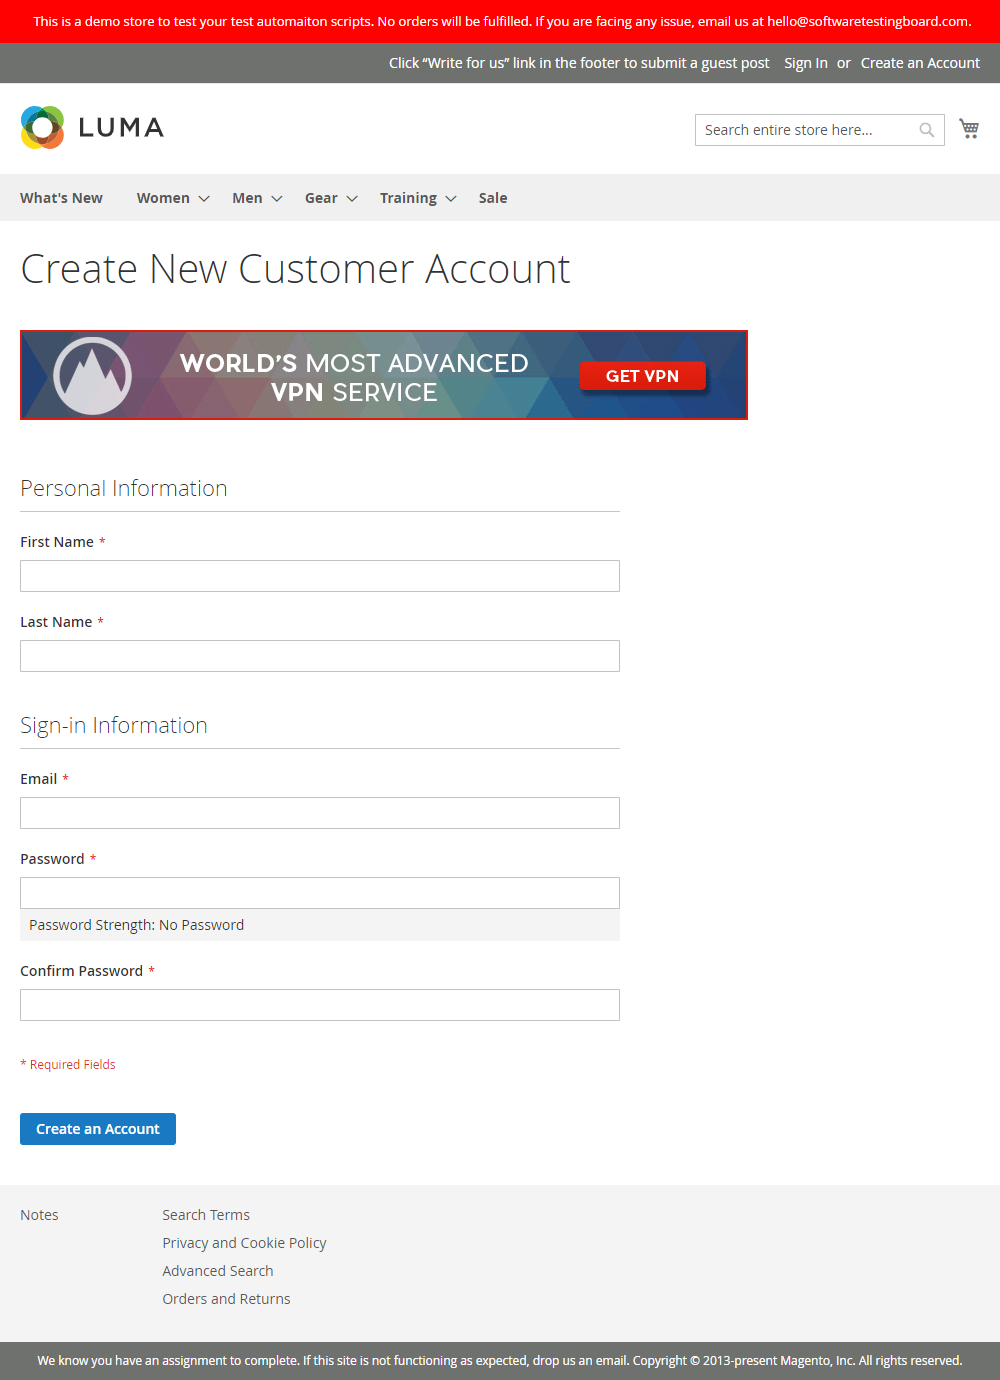 This is a demo store to test your test automaiton scripts. No orders will be fulfilled. If you are facing any issue, email us at hello@softwaretestingboard.com.
Click “Write for us” link in the footer to submit a guest post Sign In or Create an Account
LUMA
Search entire store here...
What's New Women Men Gear Training Sale
Create New Customer Account
WORLD'S MOST ADVANCED
VPN SERVICE
GET VPN
Personal Information
First Name *
Last Name *
Sign-in Information
Email *
Password *
Password Strength: No Password
Confirm Password *
* Required Fields
Create an Account
Notes
Search Terms
Privacy and Cookie Policy
Advanced Search
Orders and Returns
We know you have an assignment to complete. If this site is not functioning as expected, drop us an email. Copyright © 2013-present Magento, Inc. All rights reserved.